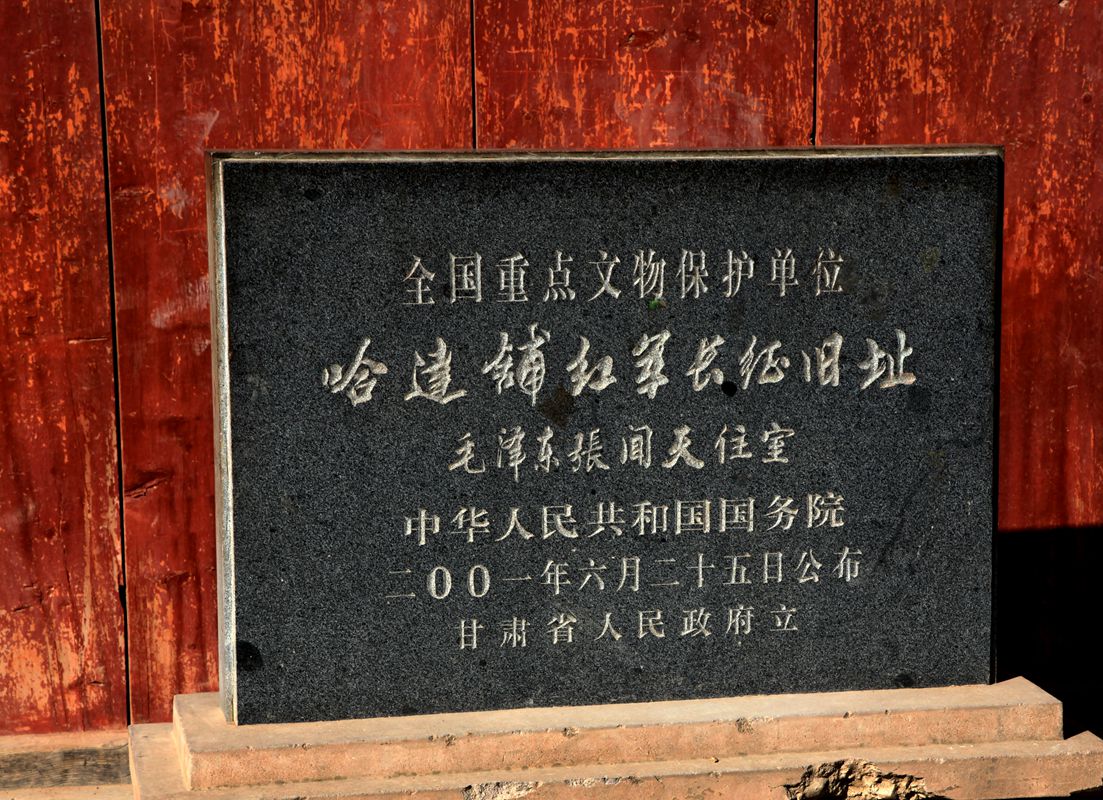 全国重点文物保护单位
哈达铺红军长征旧址
毛泽东張闻天住室
中华人民共和国国务院
二00一年六月二十五日公布
甘肃省人民政府立